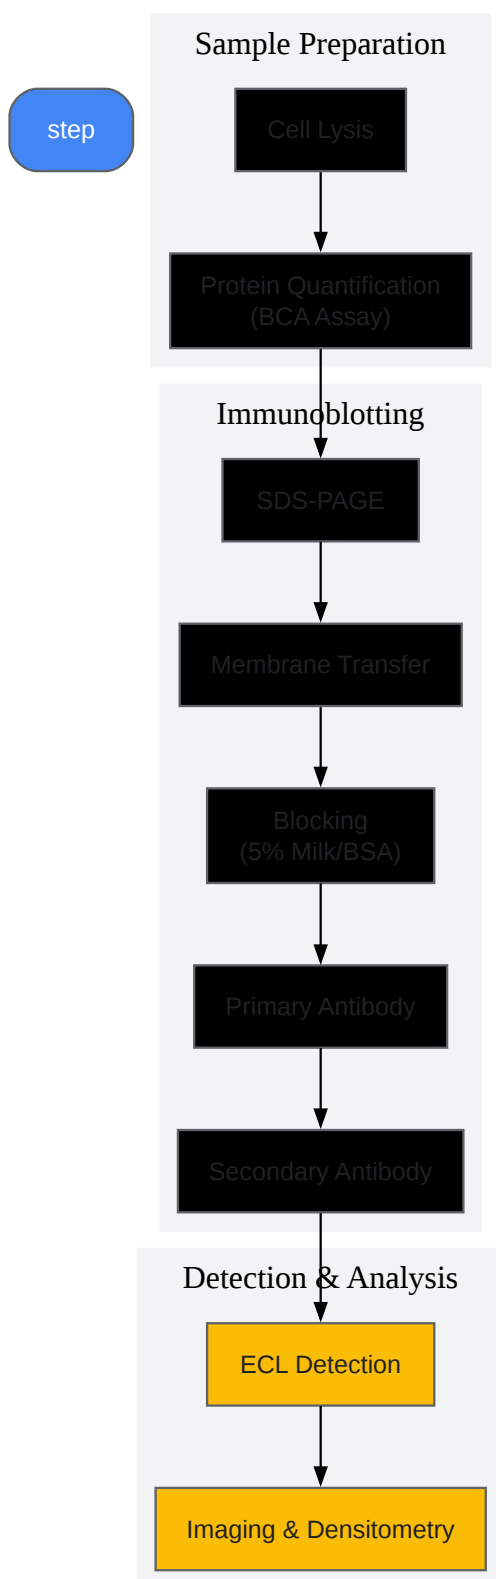 Sample Preparation
step
Cell Lysis
Protein Quantification
(BCA Assay)
Immunoblotting
SDS-PAGE
Membrane Transfer
Blocking
(5% Milk/BSA)
Primary Antibody
Secondary Antibody
Detection & Analysis
ECL Detection
Imaging & Densitometry